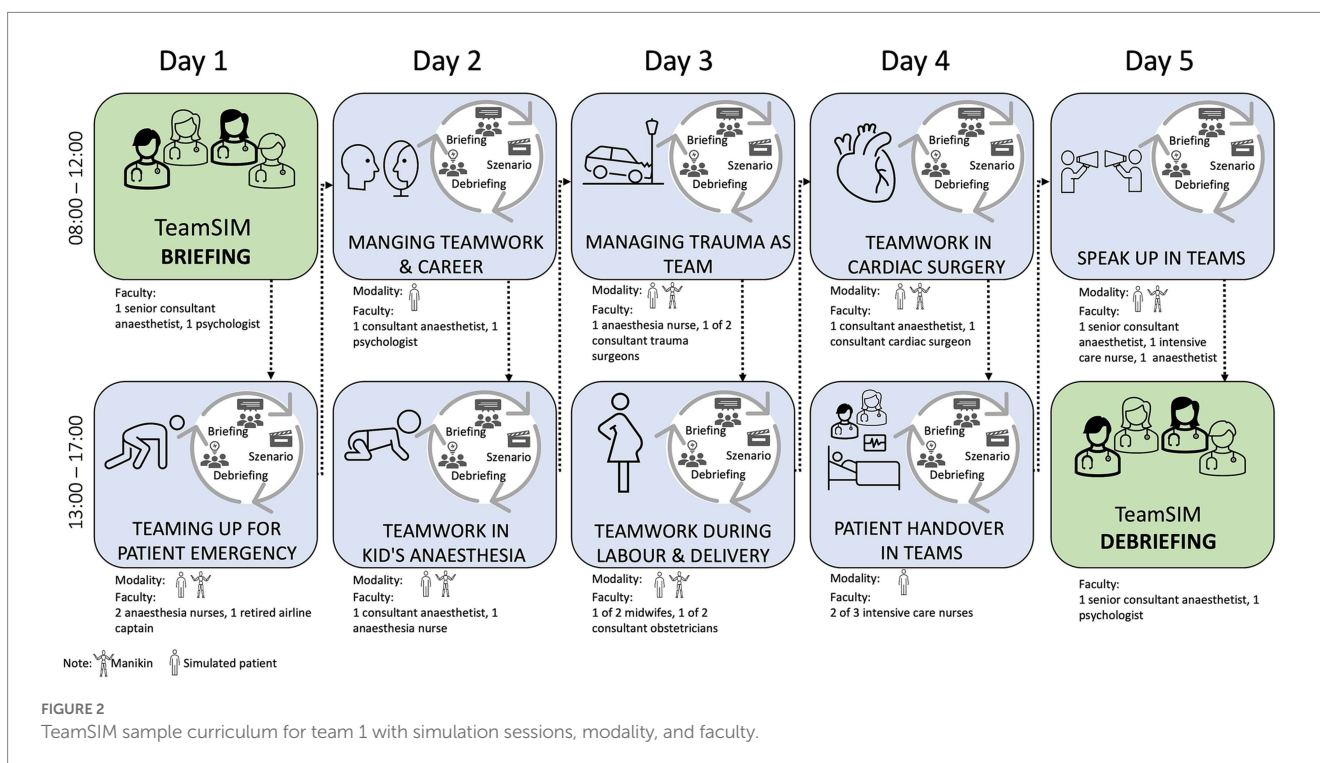 Day 1
Day 2
Day 3
Day 4
Day 5
08:00 – 12:00
TeamSIM
BRIEFING
Faculty:
1 senior consultant
anaesthetist, 1 psychologist
Briefing
Szenario
Debriefing
MANGING TEAMWORK
& CAREER
Modality:
Faculty:
1 consultant anaesthetist, 1
psychologist
Briefing
Szenario
Debriefing
MANAGING TRAUMA AS
TEAM
Modality:
Faculty:
1 anaesthesia nurse, 1 of 2
consultant trauma
surgeons
Briefing
Szenario
Debriefing
TEAMWORK IN
CARDIAC SURGERY
Modality:
Faculty:
1 consultant anaesthetist, 1
consultant cardiac surgeon
Briefing
Szenario
Debriefing
SPEAK UP IN TEAMS
Modality:
Faculty:
1 senior consultant
anaesthetist, 1 intensive
care nurse, 1 anaesthetist
13:00 – 17:00
Briefing
Szenario
Debriefing
TEAMING UP FOR
PATIENT EMERGENCY
Modality:
Faculty:
2 anaesthesia nurses, 1 retired airline
captain
Briefing
Szenario
Debriefing
TEAMWORK IN
KID'S ANAESTHESIA
Modality:
Faculty:
1 consultant anaesthetist, 1
anaesthesia nurse
Briefing
Szenario
Debriefing
TEAMWORK DURING
LABOUR & DELIVERY
Modality:
Faculty:
1 of 2 midwifes, 1 of 2
consultant obstetricians
Briefing
Szenario
Debriefing
PATIENT HANDOVER
IN TEAMS
Modality:
Faculty:
2 of 3 intensive care nurses
TeamSIM
DEBRIEFING
Faculty:
1 senior consultant anaesthetist, 1
psychologist
Note: Manikin Simulated patient
FIGURE 2
TeamSIM sample curriculum for team 1 with simulation sessions, modality, and faculty.